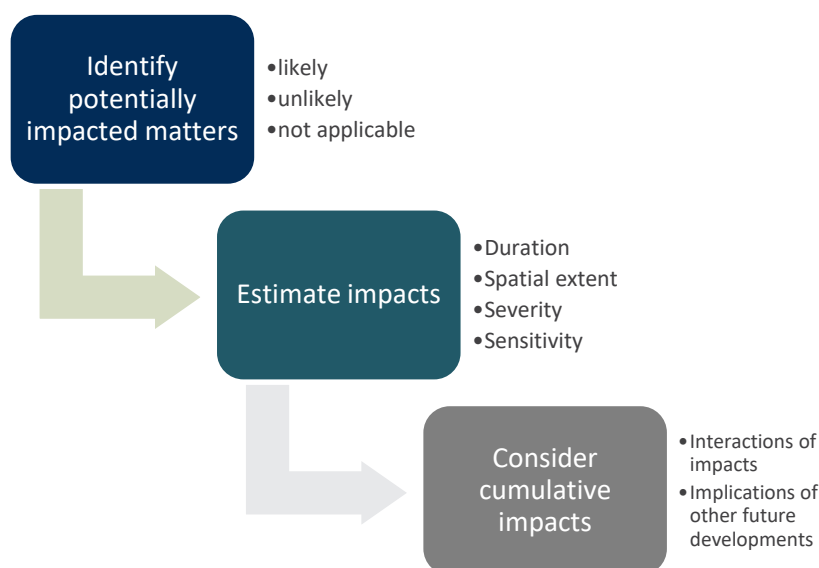 Identify
potentially
impacted matters
•likely
•unlikely
•not applicable
Estimate impacts
•Duration
•Spatial extent
•Severity
•Sensitivity
Consider
cumulative
impacts
•Interactions of
impacts
•Implications of
other future
developments